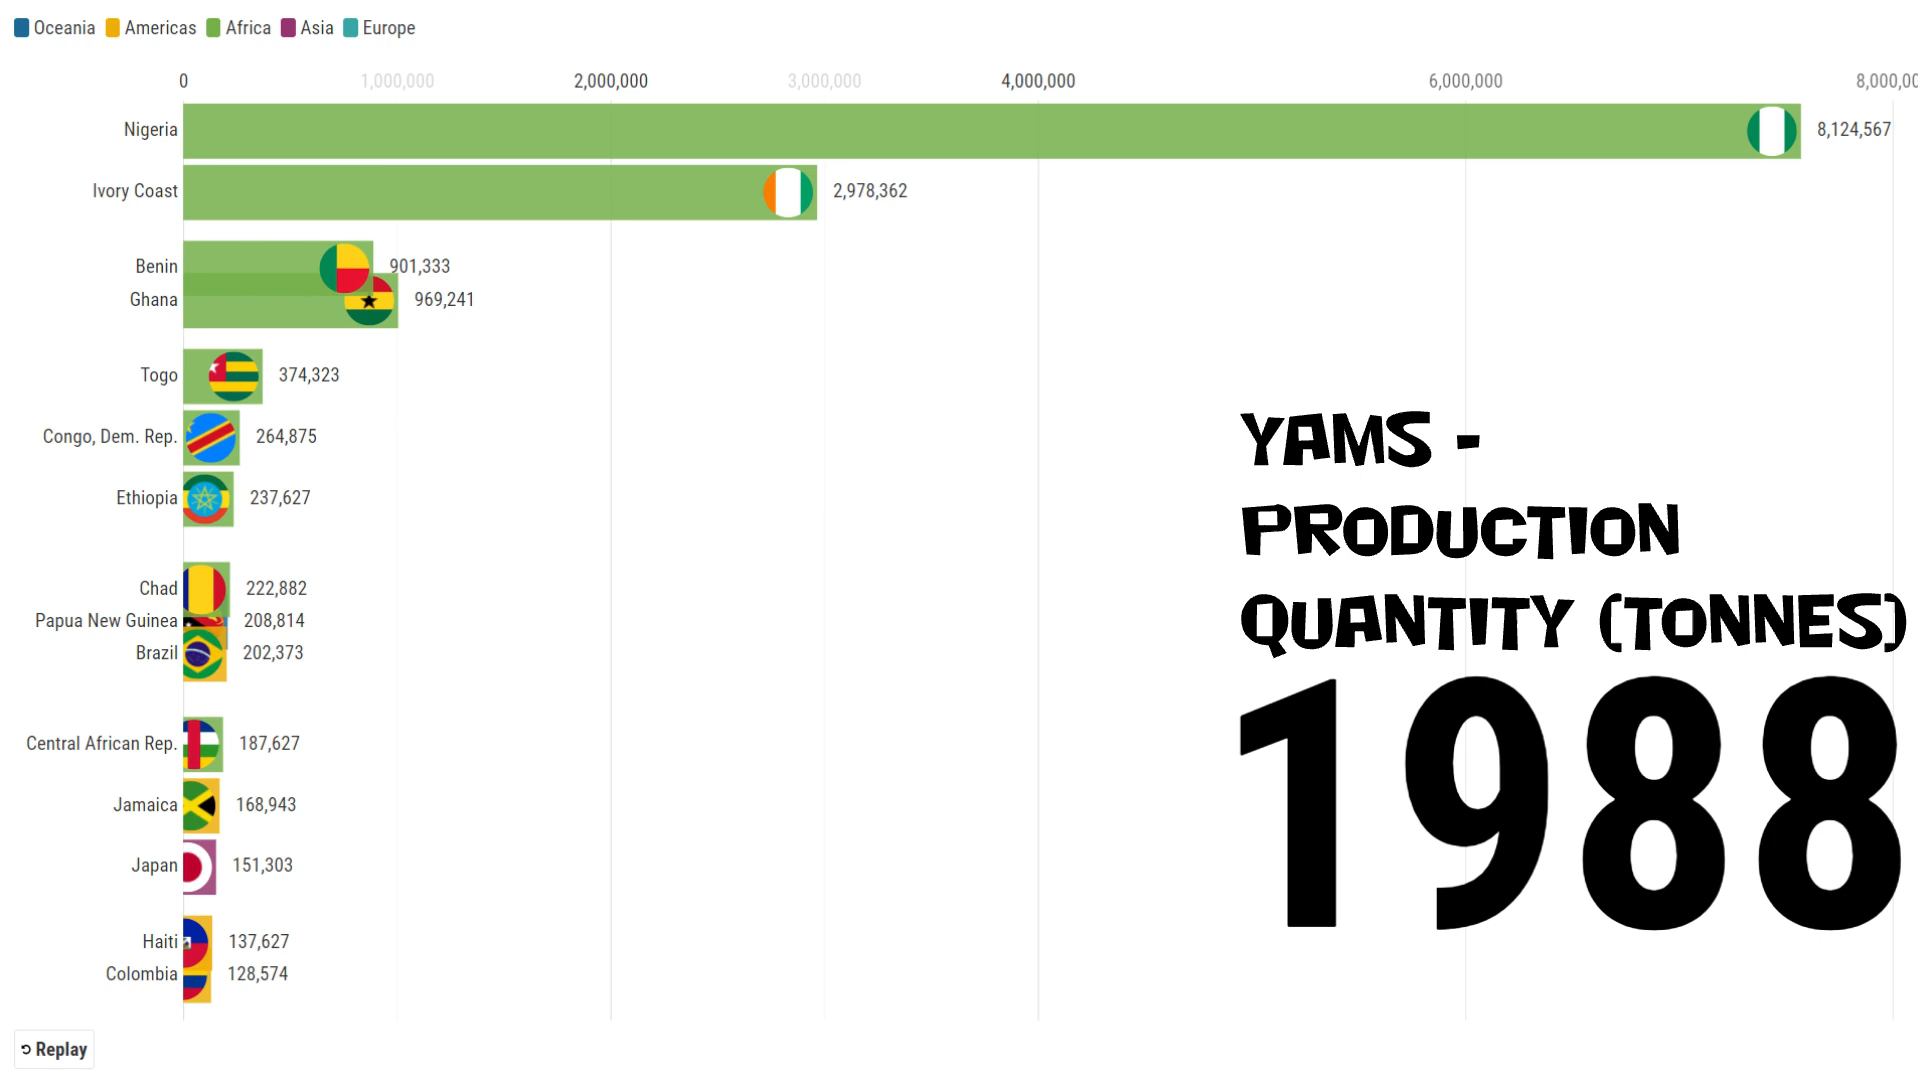 Oceania Americas Africa Asia Europe
0 1,000,000 2,000,000 3,000,000 4,000,000 6,000,000 8,000,00
Nigeria 8,124,567
Ivory Coast 2,978,362
Benin 901,333
Ghana 969,241
Togo 374,323
Congo, Dem. Rep. 264,875
Ethiopia 237,627
Chad 222,882
Papua New Guinea 208,814
Brazil 202,373
Central African Rep. 187,627
Jamaica 168,943
Japan 151,303
Haiti 137,627
Colombia 128,574
YAMS -
PRODUCTION
QUANTITY (TONNES)
1988
Replay